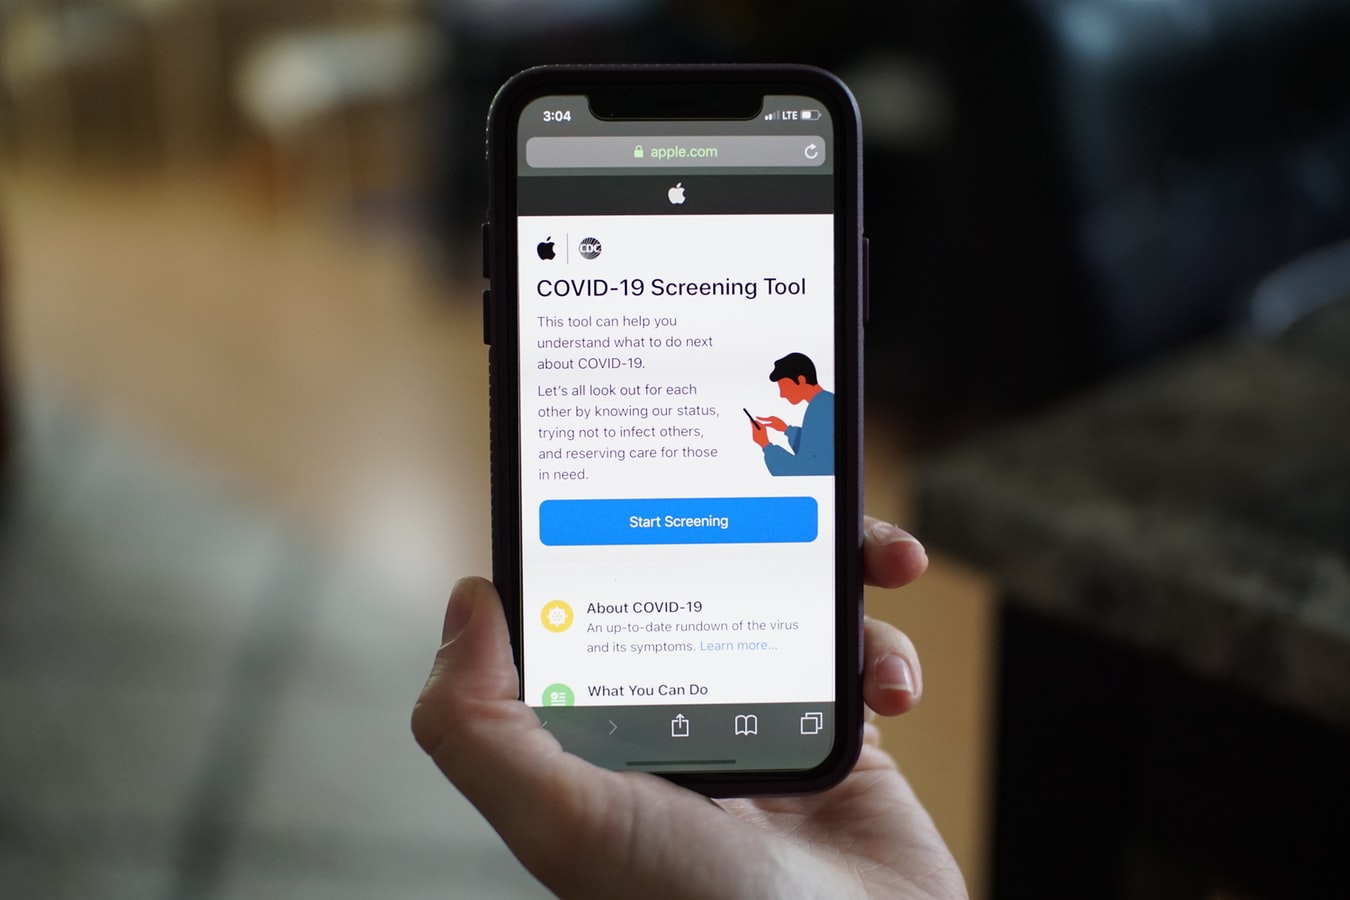 3:04
LTE
apple.com
CDC
COVID-19 Screening Tool
This tool can help you
understand what to do next
about COVID-19.
Let's all look out for each
other by knowing our status,
trying not to infect others,
and reserving care for those
in need.
Start Screening
About COVID-19
An up-to-date rundown of the virus
and its symptoms. Learn more...
What You Can Do